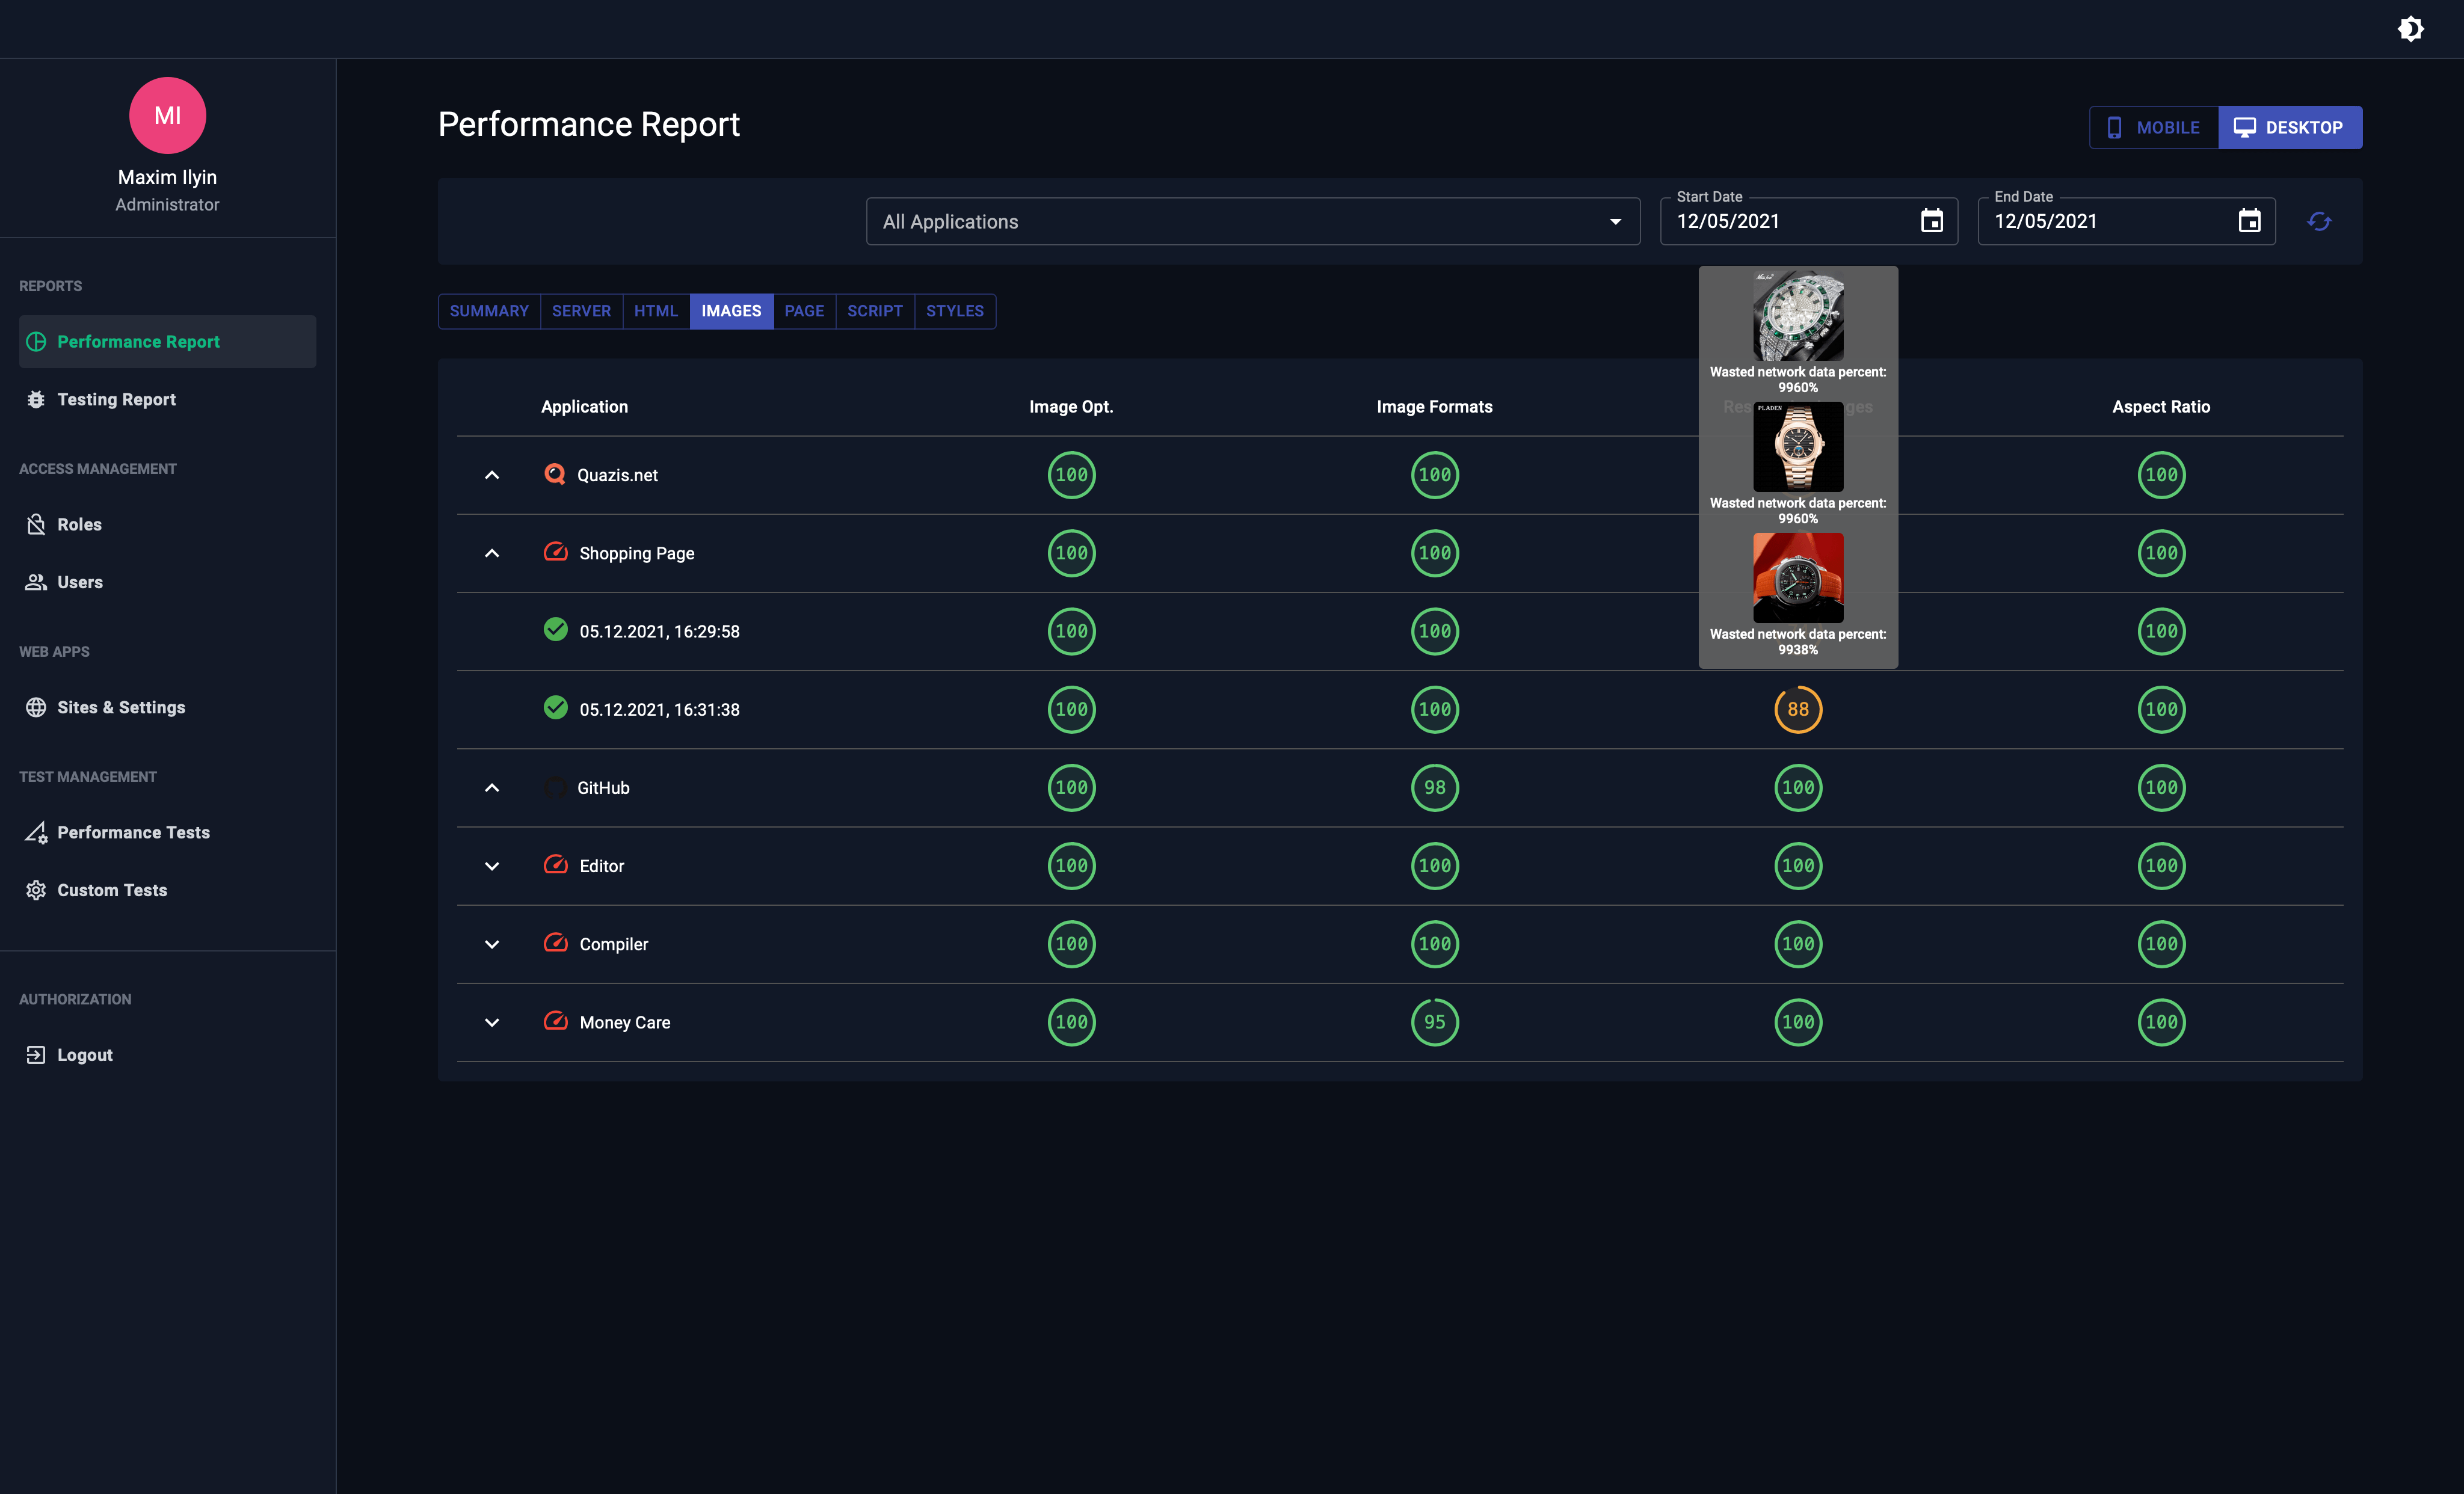 MI
Maxim Ilyin
Administrator
REPORTS
Performance Report
Testing Report
ACCESS MANAGEMENT
Roles
Users
WEB APPS
Sites & Settings
TEST MANAGEMENT
Performance Tests
Custom Tests
AUTHORIZATION
Logout
Performance Report
MOBILE DESKTOP
All Applications
Start Date
12/05/2021
End Date
12/05/2021
SUMMARY SERVER HTML IMAGES PAGE SCRIPT STYLES
Application Image Opt. Image Formats Aspect Ratio
Wasted network data percent:
9960%
PLADEN
Wasted network data percent:
9960%
Wasted network data percent:
9938%
Quazis.net 100 100 100
Shopping Page 100 100 100
05.12.2021, 16:29:58 100 100 100
05.12.2021, 16:31:38 100 100 88 100
GitHub 100 98 100 100
Editor 100 100 100 100
Compiler 100 100 100 100
Money Care 100 95 100 100